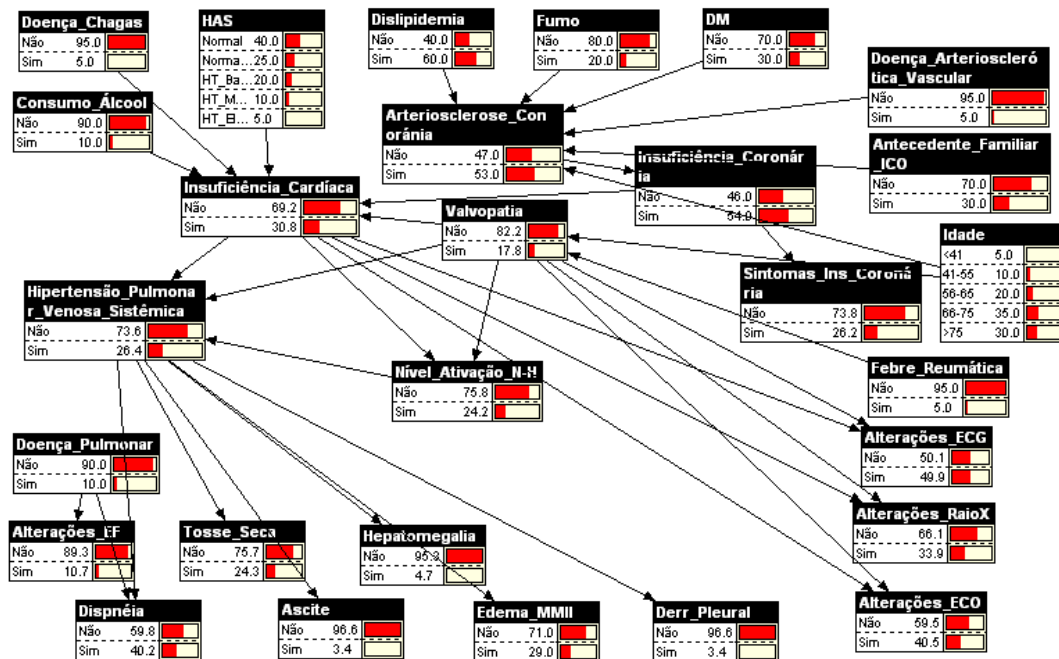 Doença_Chagas
Não 95.0
Sim 5.0
HAS
Normal 40.0
Norma... 25.0
HT_Ba... 20.0
HT_M... 10.0
HT_El... 5.0
Dislipidemia
Não 40.0
Sim 60.0
Fumo
Não 80.0
Sim 20.0
DM
Não 70.0
Sim 30.0
Doença_Arterioscleró
tica_Vascular
Não 95.0
Sim 5.0
Consumo_Álcool
Não 90.0
Sim 10.0
Arteriosclerose_Coro
onránia
Não 47.0
Sim 53.0
Insuficiência_Coronár
ia
Não 46.0
Sim 54.0
Antecedente_Familiar
_ICO
Não 70.0
Sim 30.0
Insuficiência_Cardíaca
Não 69.2
Sim 30.8
Valvopatia
Não 82.2
Sim 17.8
Idade
<41 5.0
41-55 10.0
56-65 20.0
66-75 35.0
>75 30.0
Sintomas_Ins_Coroná
ria
Não 73.8
Sim 26.2
Hipertensão_Pulmona
r_Venosa_Sistêmica
Não 73.6
Sim 26.4
Nível_Ativação_N-H
Não 75.8
Sim 24.2
Febre_Reumática
Não 95.0
Sim 5.0
Alterações_ECG
Não 50.1
Sim 49.9
Doença_Pulmonar
Não 90.0
Sim 10.0
Alterações_RaioX
Não 66.1
Sim 33.9
Alterações_EF
Não 89.3
Sim 10.7
Tosse_Seca
Não 75.7
Sim 24.3
Hepatomegalia
Não 95.3
Sim 4.7
Dispnéia
Não 59.8
Sim 40.2
Ascite
Não 96.6
Sim 3.4
Edema_MMII
Não 71.0
Sim 29.0
Derr_Pleural
Não 96.6
Sim 3.4
Alterações_ECO
Não 59.5
Sim 40.5